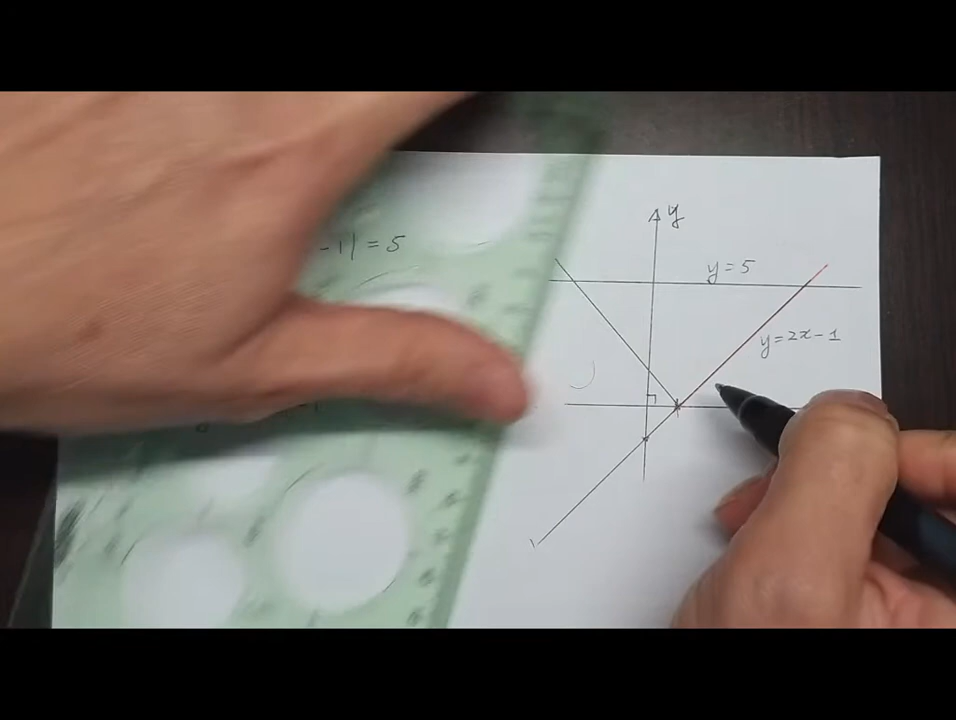 -1| = 5
y
y = 5
y = 2x - 1